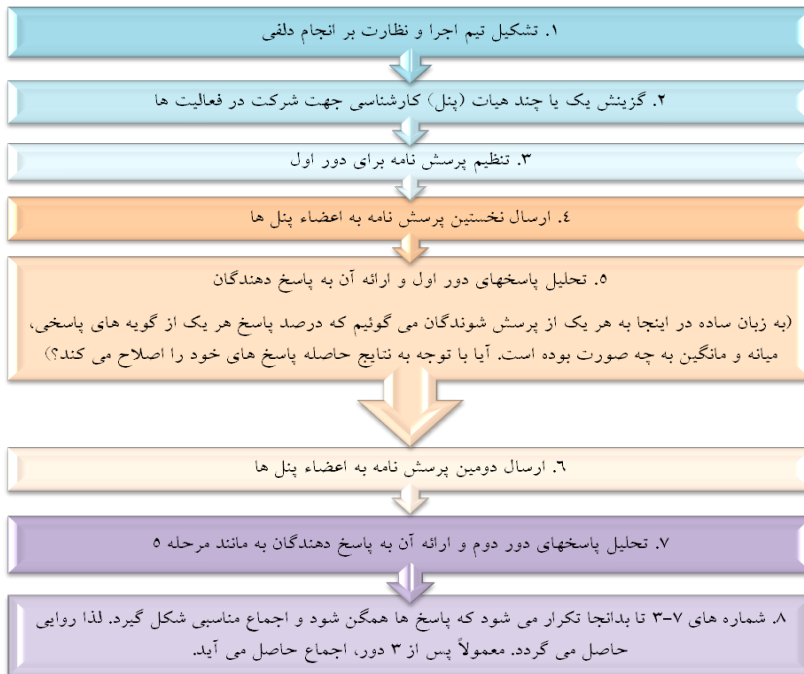 ۱. تشکیل تیم اجرا و نظارت بر انجام دلفی
۲. گزینش یک یا چند هیات (پنل) کارشناسی جهت شرکت در فعالیت ها
۳. تنظیم پرسش نامه برای دور اول
٤. ارسال نخستین پرسش نامه به اعضاء پنل ها
٥. تحلیل پاسخهای دور اول و ارائه آن به پاسخ دهندگان
(به زبان ساده در اینجا به هر یک از پرسش شوندگان می گوئیم که درصد پاسخ هر یک از گویه های پاسخی،
میانه و مانگین به چه صورت بوده است. آیا با توجه به نتایج حاصله پاسخ های خود را اصلاح می کند؟)
٦. ارسال دومین پرسش نامه به اعضاء پنل ها
۷. تحلیل پاسخهای دور دوم و ارائه آن به پاسخ دهندگان به مانند مرحله ٥
۸. شماره های ۷-۳ تا بدانجا تکرار می شود که پاسخ ها همگن شود و اجماع مناسبی شکل گیرد. لذا روایی
حاصل می گردد. معمولاً پس از ۳ دور، اجماع حاصل می آید.